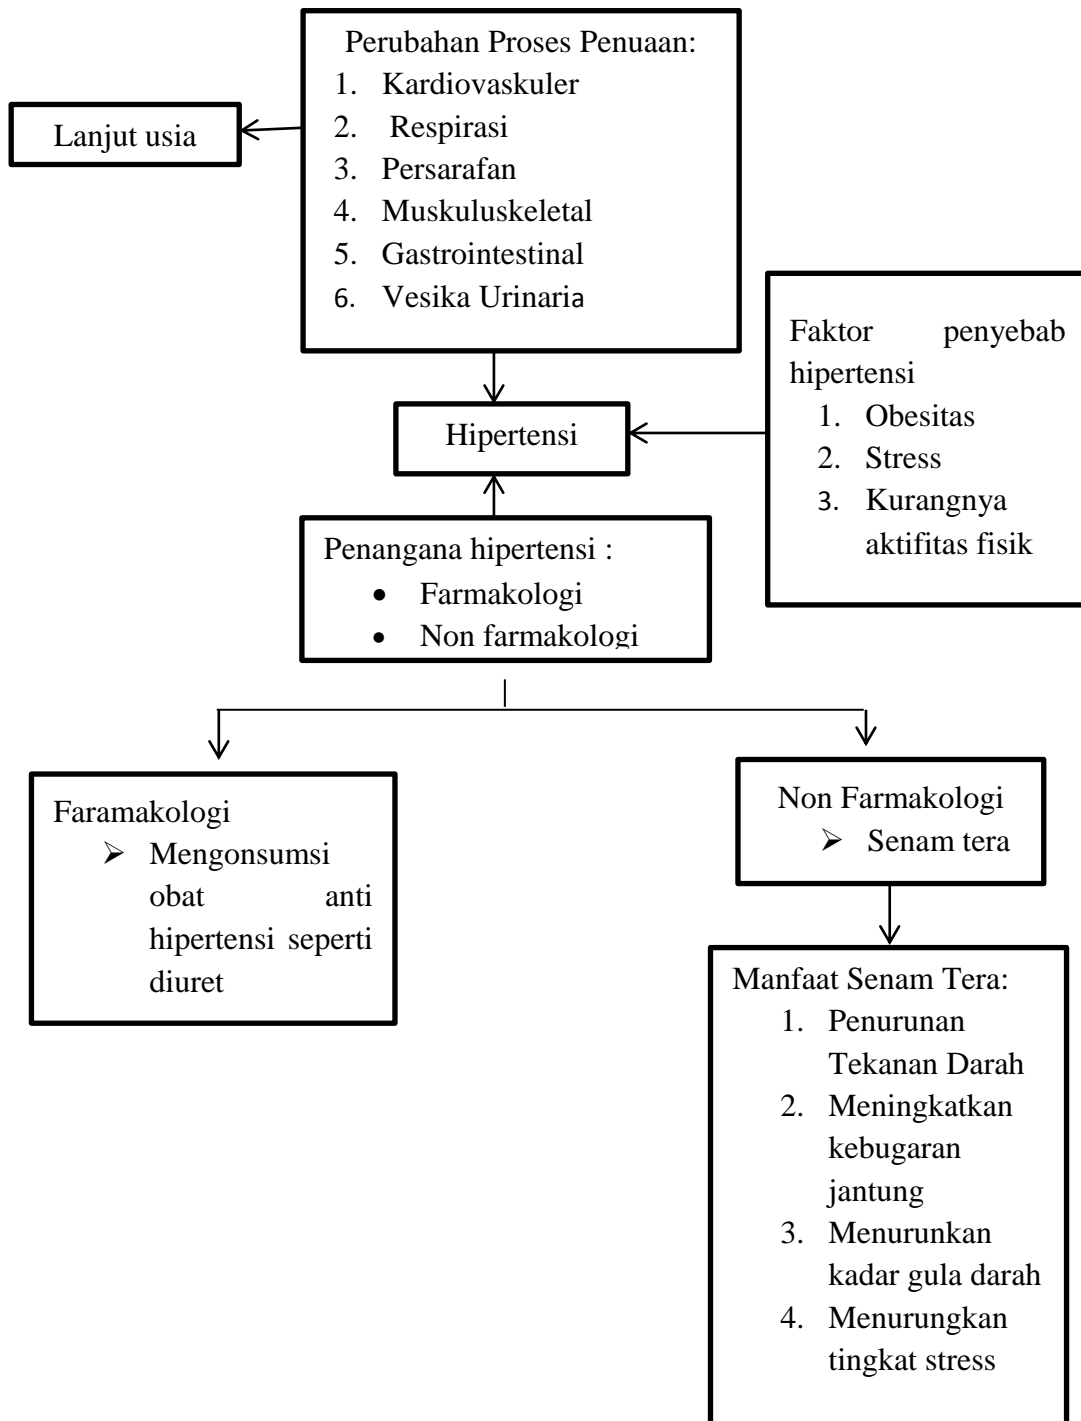 Perubahan Proses Penuaan:
1. Kardiovaskuler
2. Respirasi
3. Persarafan
4. Muskuluskeletal
5. Gastrointestinal
6. Vesika Urinaria
Lanjut usia
Faktor penyebab
hipertensi
1. Obesitas
2. Stress
3. Kurangnya
aktifitas fisik
Hipertensi
Penangana hipertensi :
• Farmakologi
• Non farmakologi
Faramakologi
➢ Mengonsumsi
obat anti
hipertensi seperti
diuret
Non Farmakologi
➢ Senam tera
Manfaat Senam Tera:
1. Penurunan
Tekanan Darah
2. Meningkatkan
kebugaran
jantung
3. Menurunkan
kadar gula darah
4. Menurungkan
tingkat stress